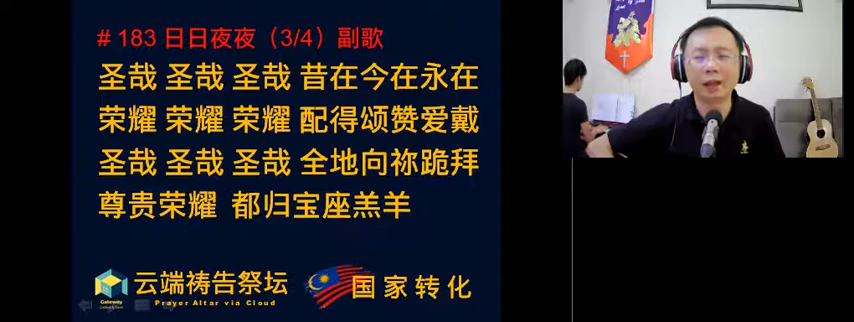 # 183 日日夜夜（3/4）副歌
圣哉 圣哉 圣哉 昔在今在永在
荣耀 荣耀 荣耀 配得颂赞爱戴
圣哉 圣哉 圣哉 全地向祢跪拜
尊贵荣耀 都归宝座羔羊
云端祷告祭坛
Prayer Altar via Cloud
Gateway
国家转化